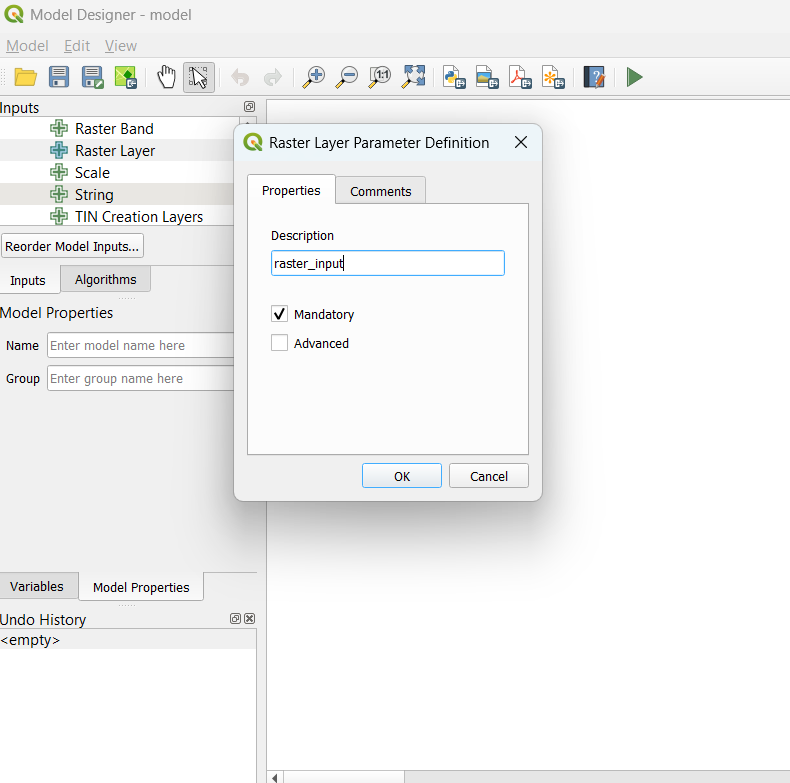 Model Designer - model
Model Edit View
1:1
Inputs
Raster Band
Raster Layer
Scale
String
TIN Creation Layers
Reorder Model Inputs...
Inputs Algorithms
Model Properties
Name Enter model name here
Group Enter group name here
Raster Layer Parameter Definition
Properties Comments
Description
raster_input
Mandatory
Advanced
OK Cancel
Variables Model Properties
Undo History
<empty>